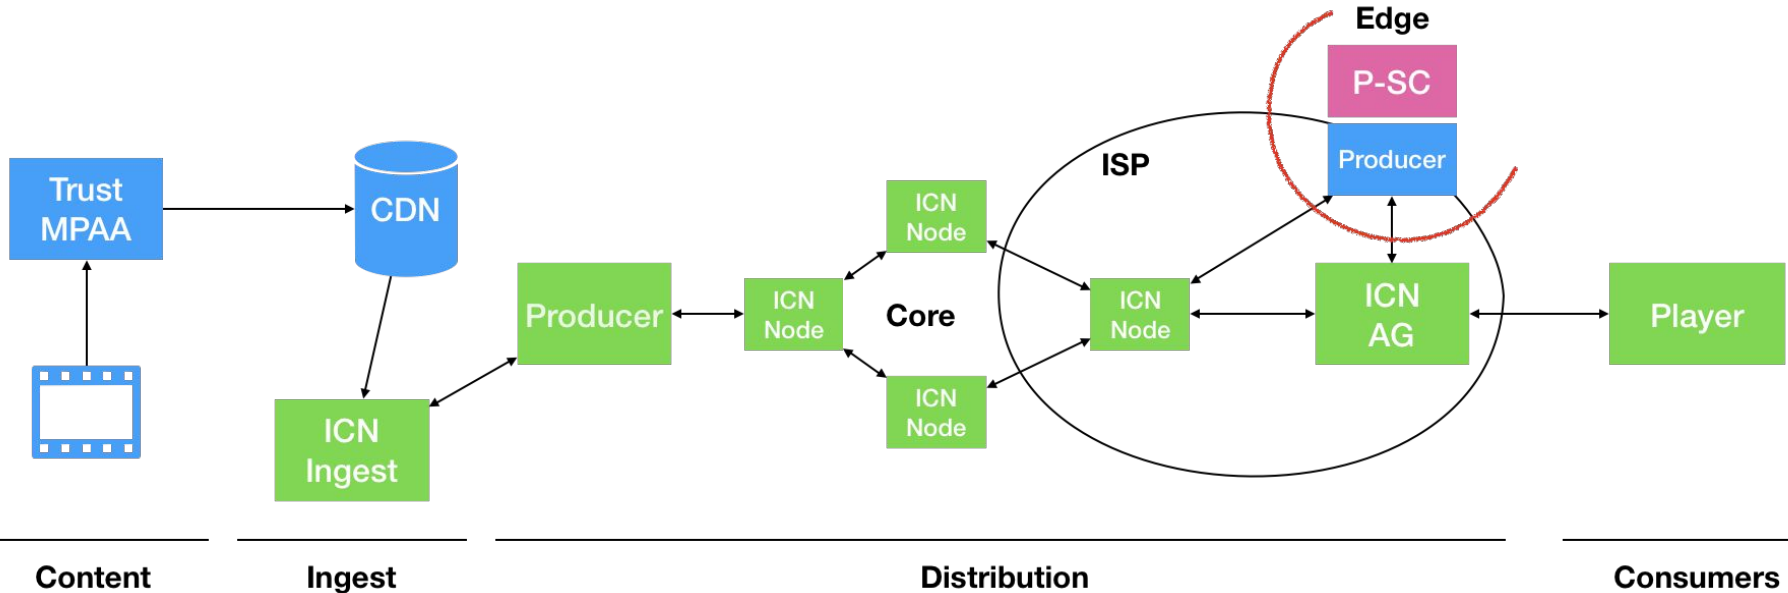 Edge
P-SC
Producer
ISP
Trust
MPAA
CDN
ICN
Node
ICN
Node
Core
ICN
Node
ICN
Node
Producer
ICN
AG
Player
ICN
Ingest
Content
Ingest
Distribution
Consumers